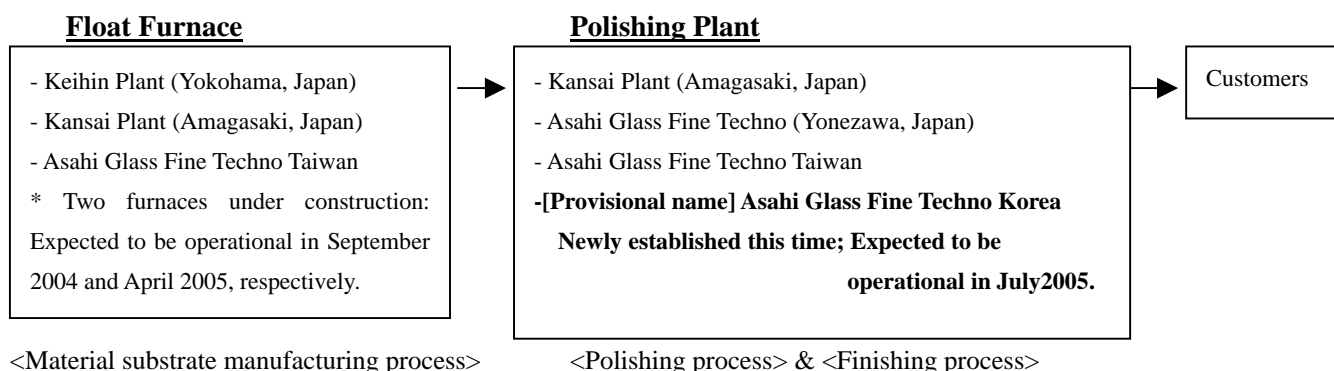 Float Furnace
- Keihin Plant (Yokohama, Japan)
- Kansai Plant (Amagasaki, Japan)
- Asahi Glass Fine Techno Taiwan
* Two furnaces under construction:
Expected to be operational in September
2004 and April 2005, respectively.
<Material substrate manufacturing process>
Polishing Plant
- Kansai Plant (Amagasaki, Japan)
- Asahi Glass Fine Techno (Yonezawa, Japan)
- Asahi Glass Fine Techno Taiwan
-[Provisional name] Asahi Glass Fine Techno Korea
Newly established this time; Expected to be
operational in July2005.
<Polishing process> & <Finishing process>
Customers